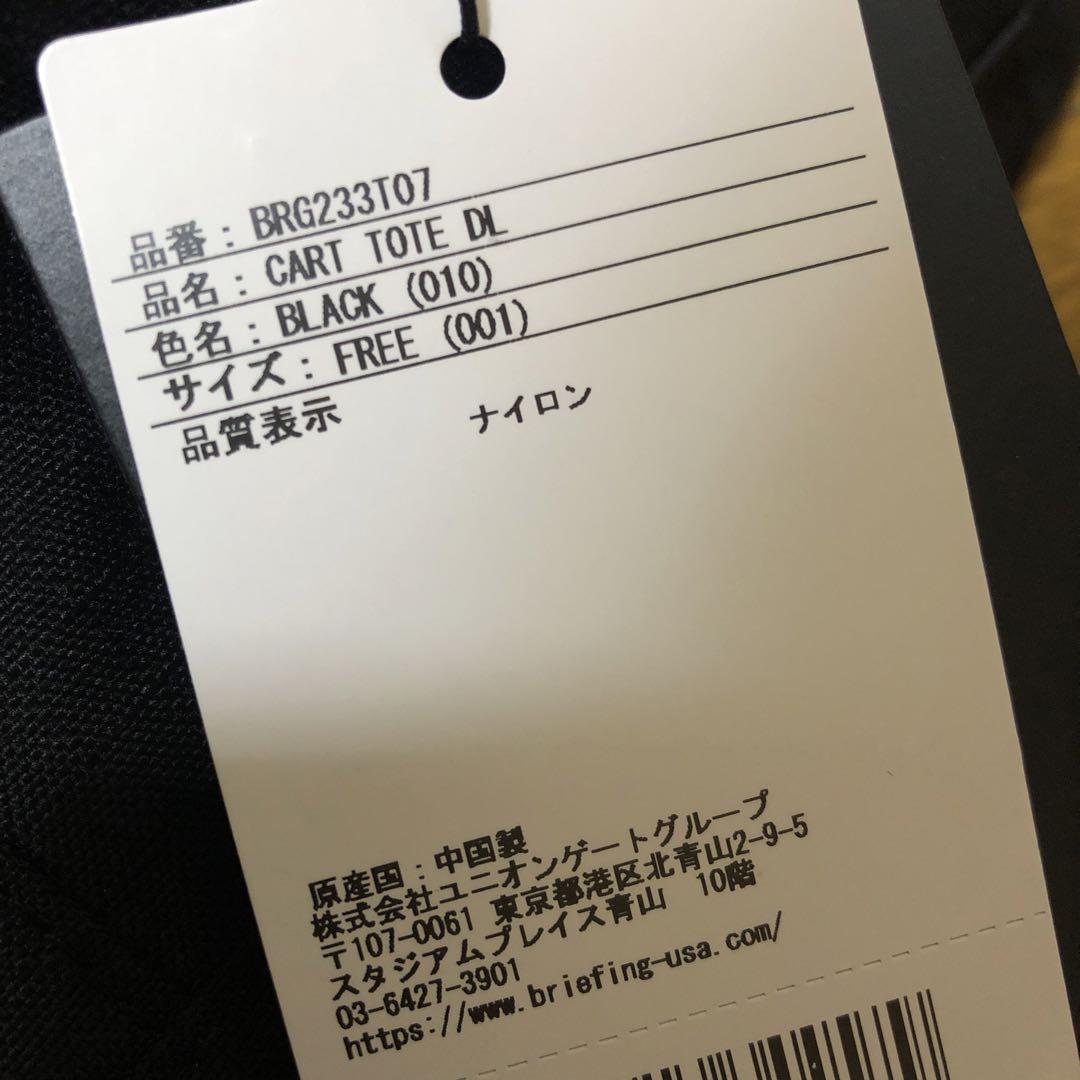 品番：BRG233T07
品名：CART TOTE DL
色名：BLACK (010)
サイズ：FREE (001)
品質表示 ナイロン
原産国：中国製
株式会社ユニオンゲートグループ
〒107-0061 東京都港区北青山2-9-5
スタジアムプレイス青山 10階
03-6427-3901
https://www.briefing-usa.com/